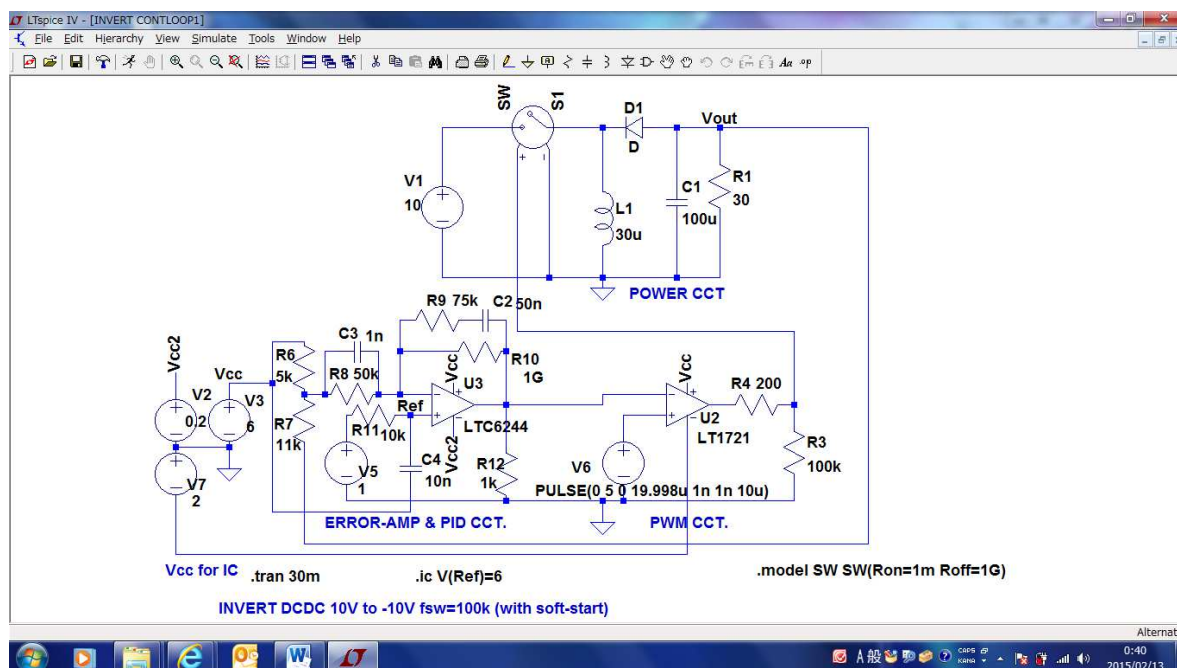 LTspice IV - [INVERT CONTLOOP1]
File Edit Hierarchy View Simulate Tools Window Help
SW
S1
D1
D
Vout
V1
10
L1
30u
C1
100u
R1
30
POWER CCT
R9 75k
C2 50n
C3 1n
R10
1G
Vcc2
Vcc
R6
5k
R8 50k
Vcc
U3
Vcc
V2
0.2
V3
6
R7
11k
Ref
R11 10k
LTC6244
U2
LT1721
R4 200
V7
2
V5
1
C4
10n
Vcc2
R12
1k
V6
R3
100k
PULSE(0 5 0 19.998u 1n 1n 10u)
ERROR-AMP & PID CCT.
PWM CCT.
Vcc for IC
.tran 30m
.ic V(Ref)=6
.model SW SW(Ron=1m Roff=1G)
INVERT DCDC 10V to -10V fsw=100k (with soft-start)
Alternat
A 般
CAPS
KANA
0:40
2015/02/13